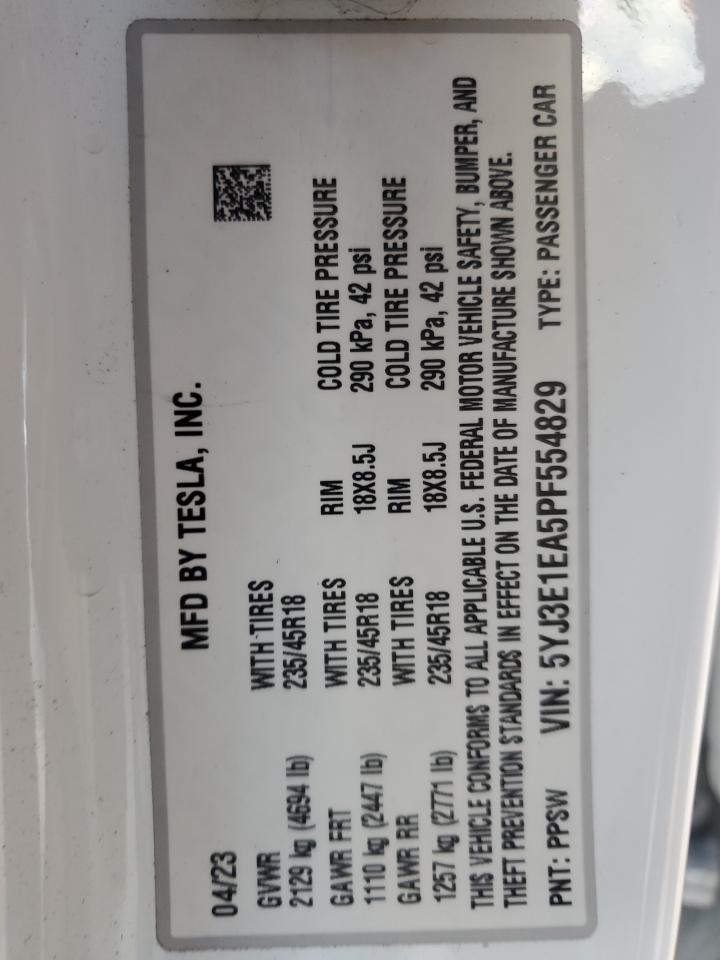 MFD BY TESLA, INC.
04/23
GVWR WITH TIRES
2129 kg (4694 lb) 235/45R18
GAWR FRT WITH TIRES RIM COLD TIRE PRESSURE
1110 kg (2447 lb) 235/45R18 18X8.5J 290 kPa, 42 psi
GAWR RR WITH TIRES RIM COLD TIRE PRESSURE
1257 kg (2771 lb) 235/45R18 18X8.5J 290 kPa, 42 psi
THIS VEHICLE CONFORMS TO ALL APPLICABLE U.S. FEDERAL MOTOR VEHICLE SAFETY, BUMPER, AND
THEFT PREVENTION STANDARDS IN EFFECT ON THE DATE OF MANUFACTURE SHOWN ABOVE.
PNT: PPSW VIN: 5YJ3E1EA5PF554829 TYPE: PASSENGER CAR